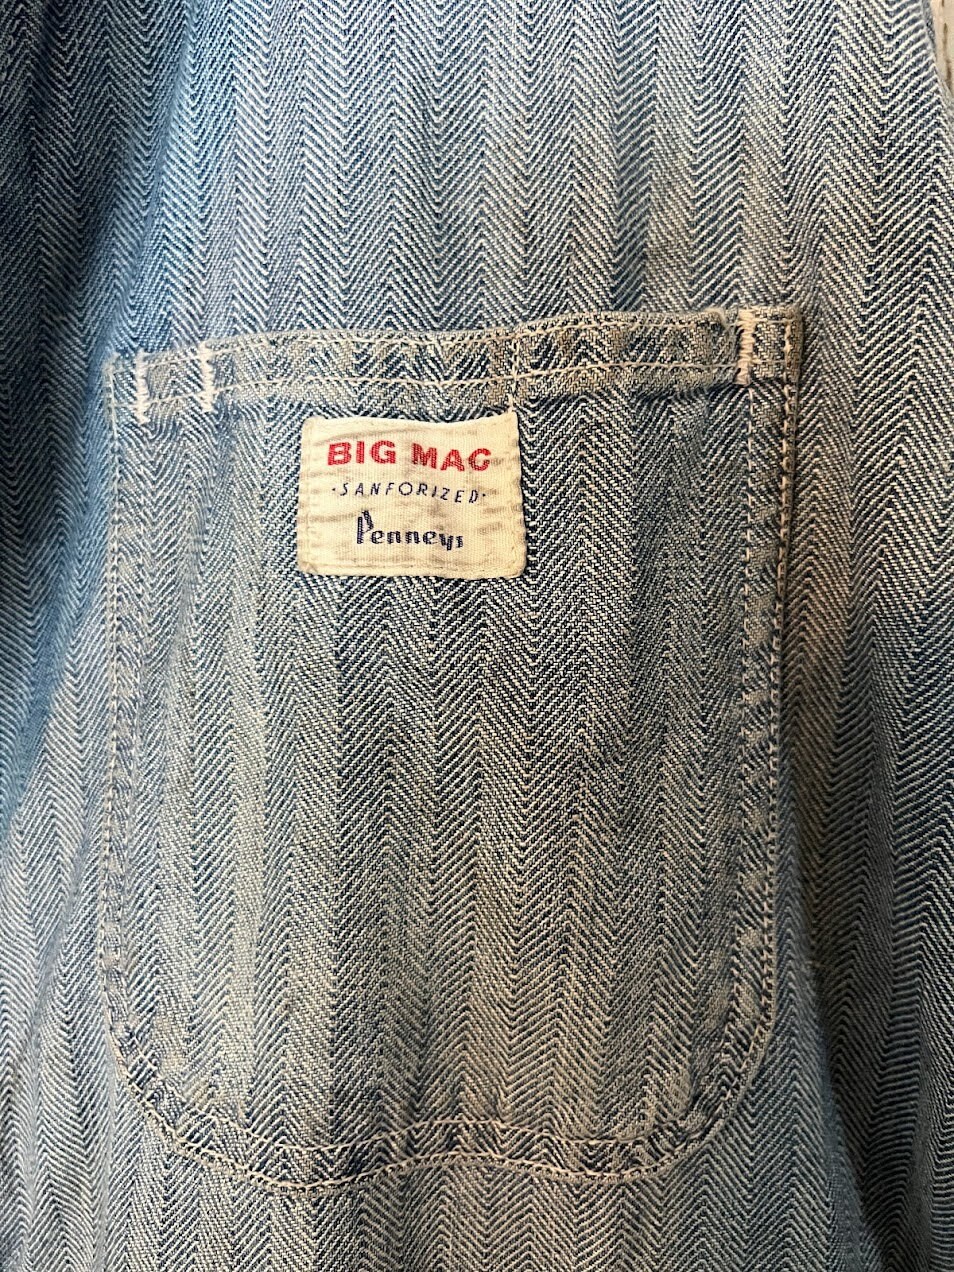 BIG MAC
·SANFORIZED·
Penneys